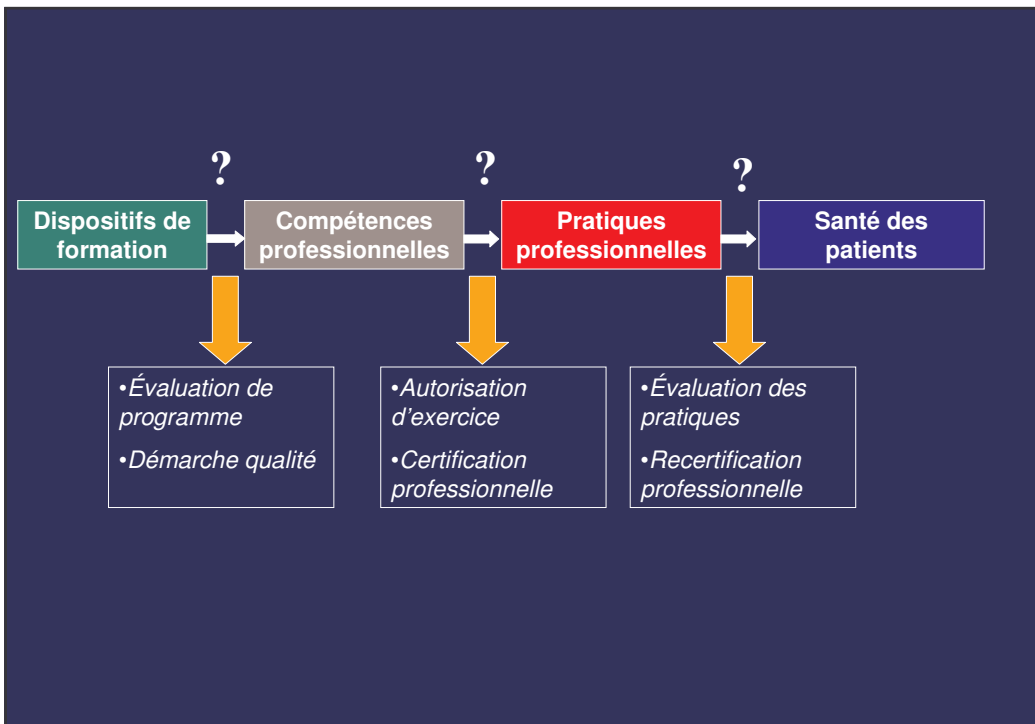 ?
?
?
Dispositifs de
formation
Compétences
professionnelles
Pratiques
professionnelles
Santé des
patients
•Évaluation de
programme
•Démarche qualité
•Autorisation
d’exercice
•Certification
professionnelle
•Évaluation des
pratiques
•Recertification
professionnelle